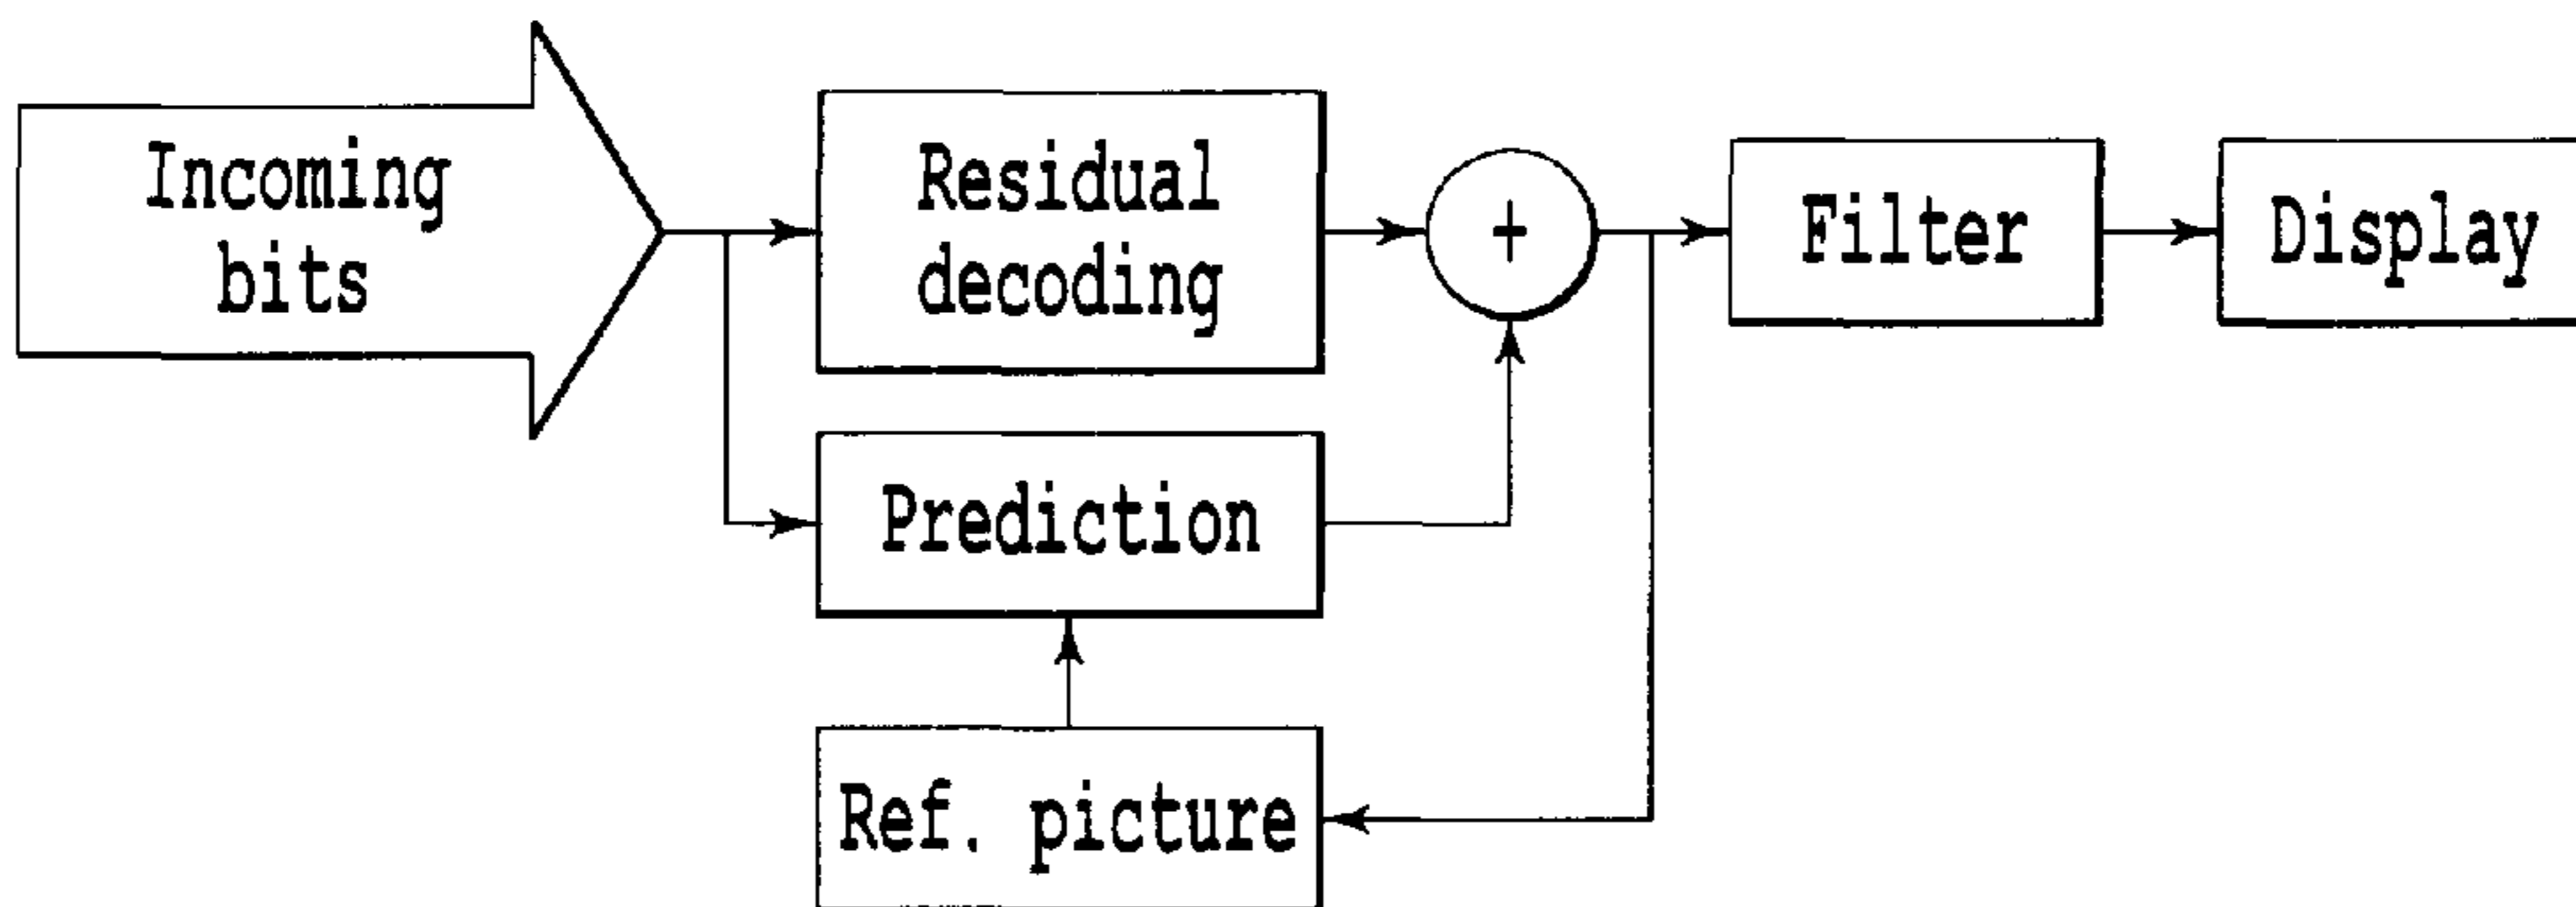 Incoming
bits
Residual
decoding
+
Filter
Display
Prediction
Ref. picture